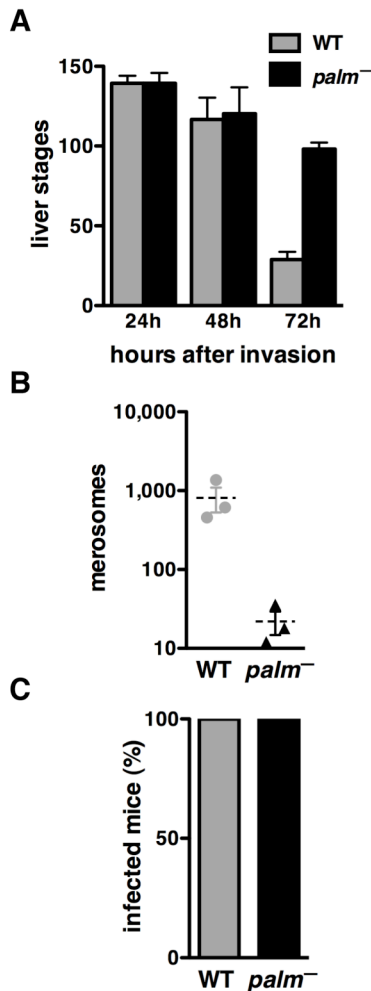 A
WT
palm—
liver stages
150
100
50
0
24h 48h 72h
hours after invasion
B
merosomes
10,000
1,000
100
10
WT palm—
C
infected mice (%)
100
50
0
WT palm—